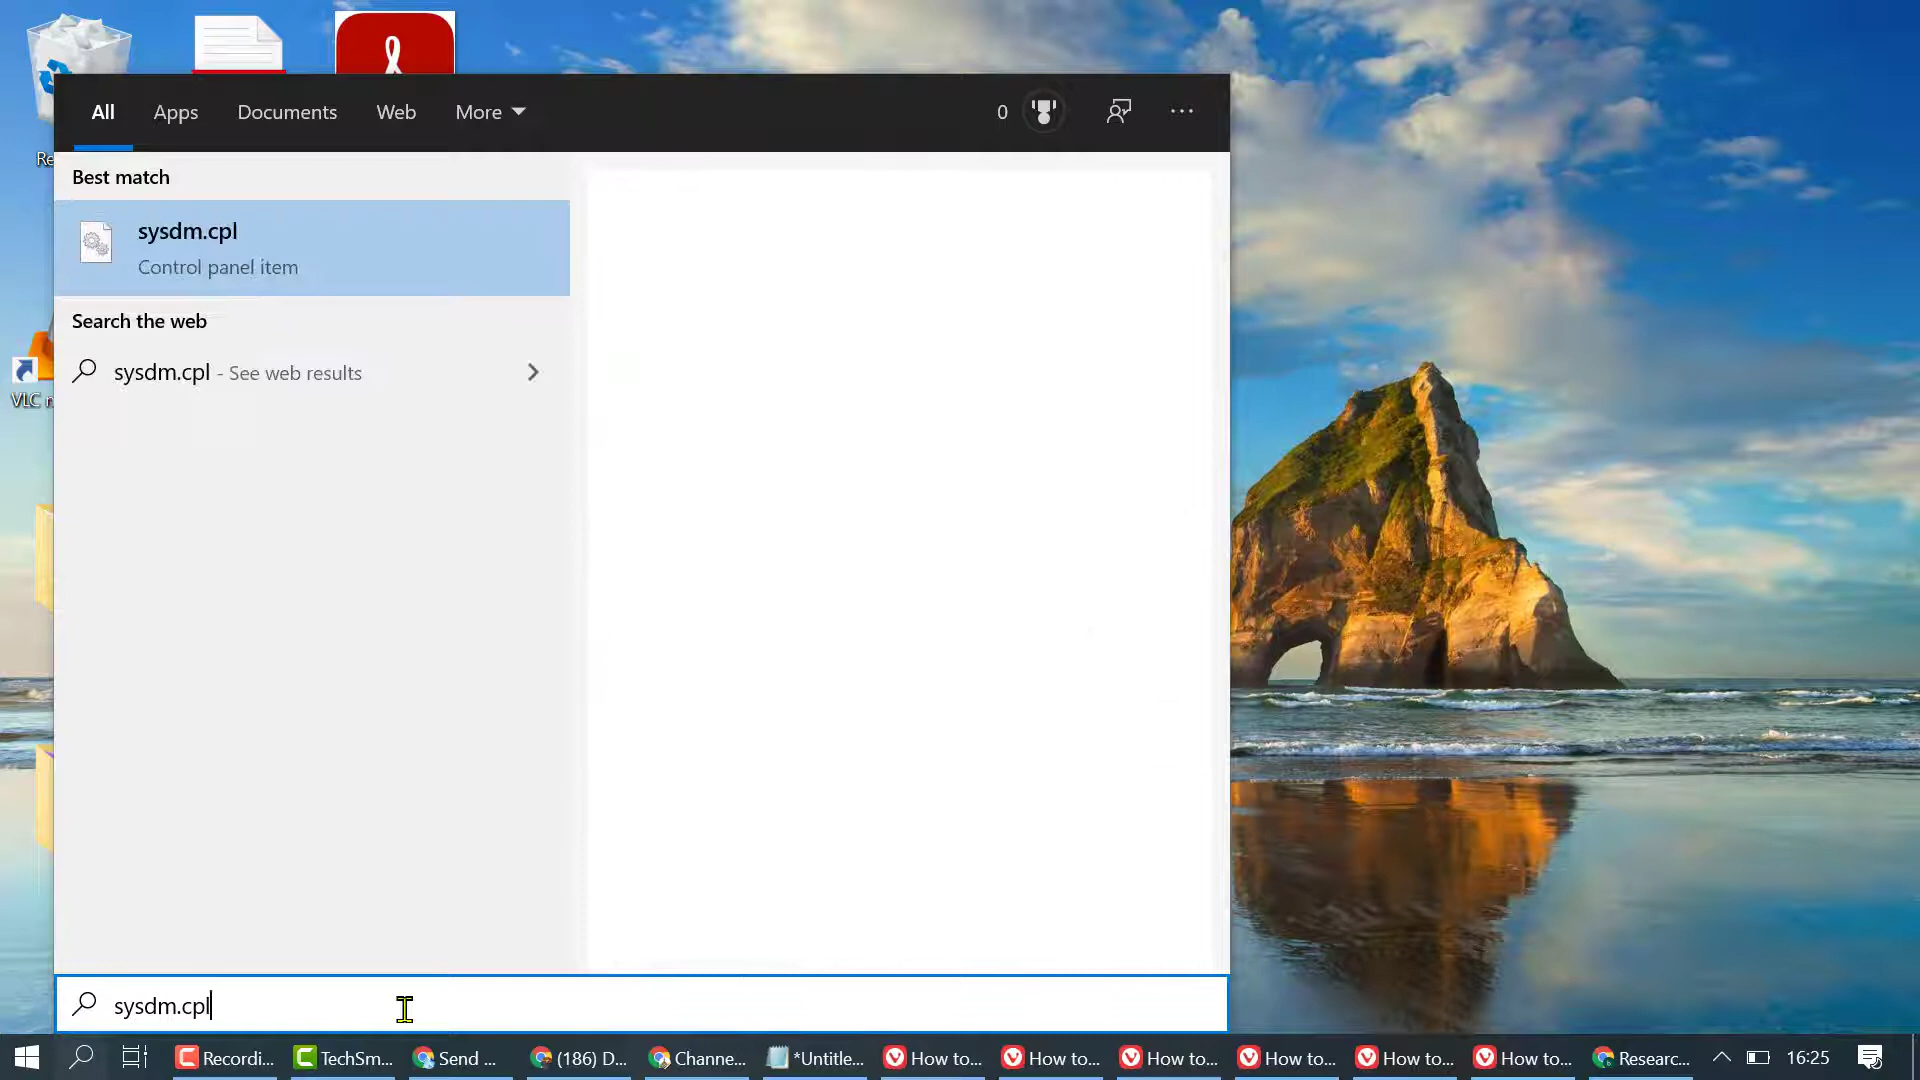 All Apps Documents Web More 0
Best match
sysdm.cpl
Control panel item
Search the web
sysdm.cpl - See web results
Re
VLC
sysdm.cpl
Recordi... TechSm... Send ... (186) D... Channe... *Untitle... How to... How to... How to... How to... How to... How to... Researc... 16:25